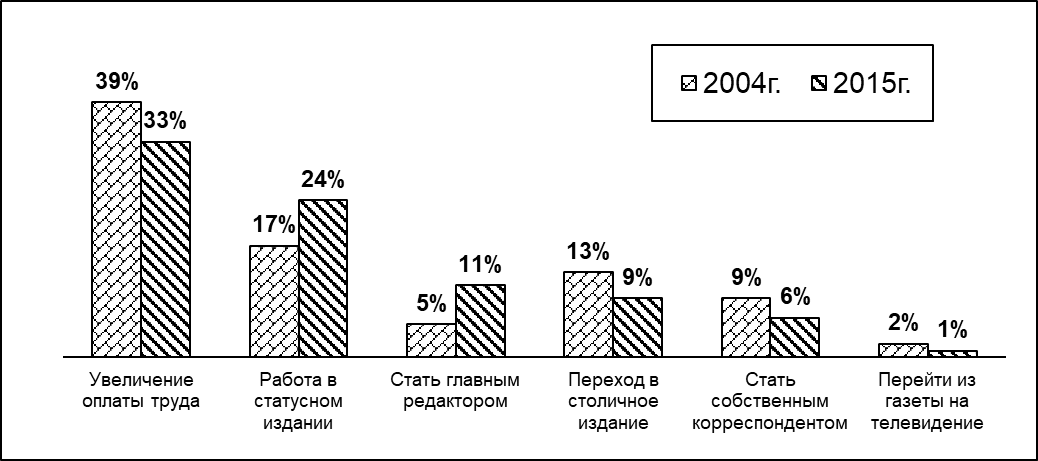 2004г. 2015г.
39%
33%
17%
24%
5%
11%
13%
9%
9%
6%
2%
1%
Увеличение
оплаты труда
Работа в
статусном
издании
Стать главным
редактором
Переход в
столичное
издание
Стать
собственным
корреспондентом
Перейти из
газеты на
телевидение